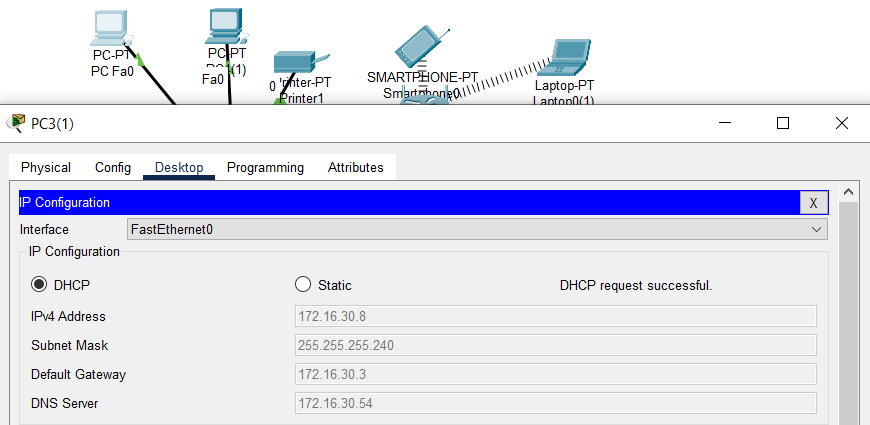 PC-PT
PC Fa0
PC-PT
(1)
Fa0
0
rinter-PT
Printer1
SMARTPHONE-PT
Smartphone0
Laptop-PT
Laptop0(1)
PC3(1)
Physical Config Desktop Programming Attributes
IP Configuration X
Interface FastEthernet0
IP Configuration
DHCP Static DHCP request successful.
IPv4 Address 172.16.30.8
Subnet Mask 255.255.255.240
Default Gateway 172.16.30.3
DNS Server 172.16.30.54